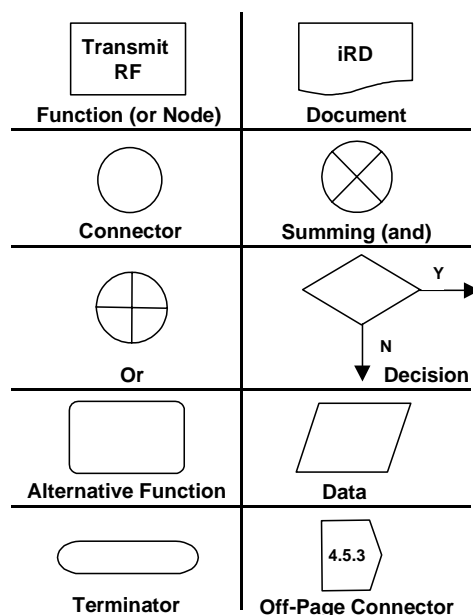 Transmit
RF
Function (or Node)
iRD
Document
Connector
Summing (and)
Or
Y
N
Decision
Alternative Function
Data
Terminator
4.5.3
Off-Page Connector